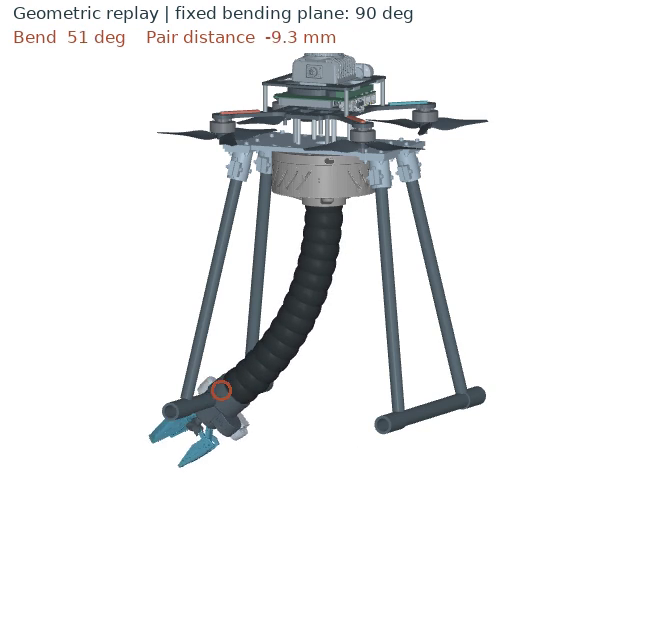 Geometric replay | fixed bending plane: 90 deg
Bend  51 deg    Pair distance  -9.3 mm